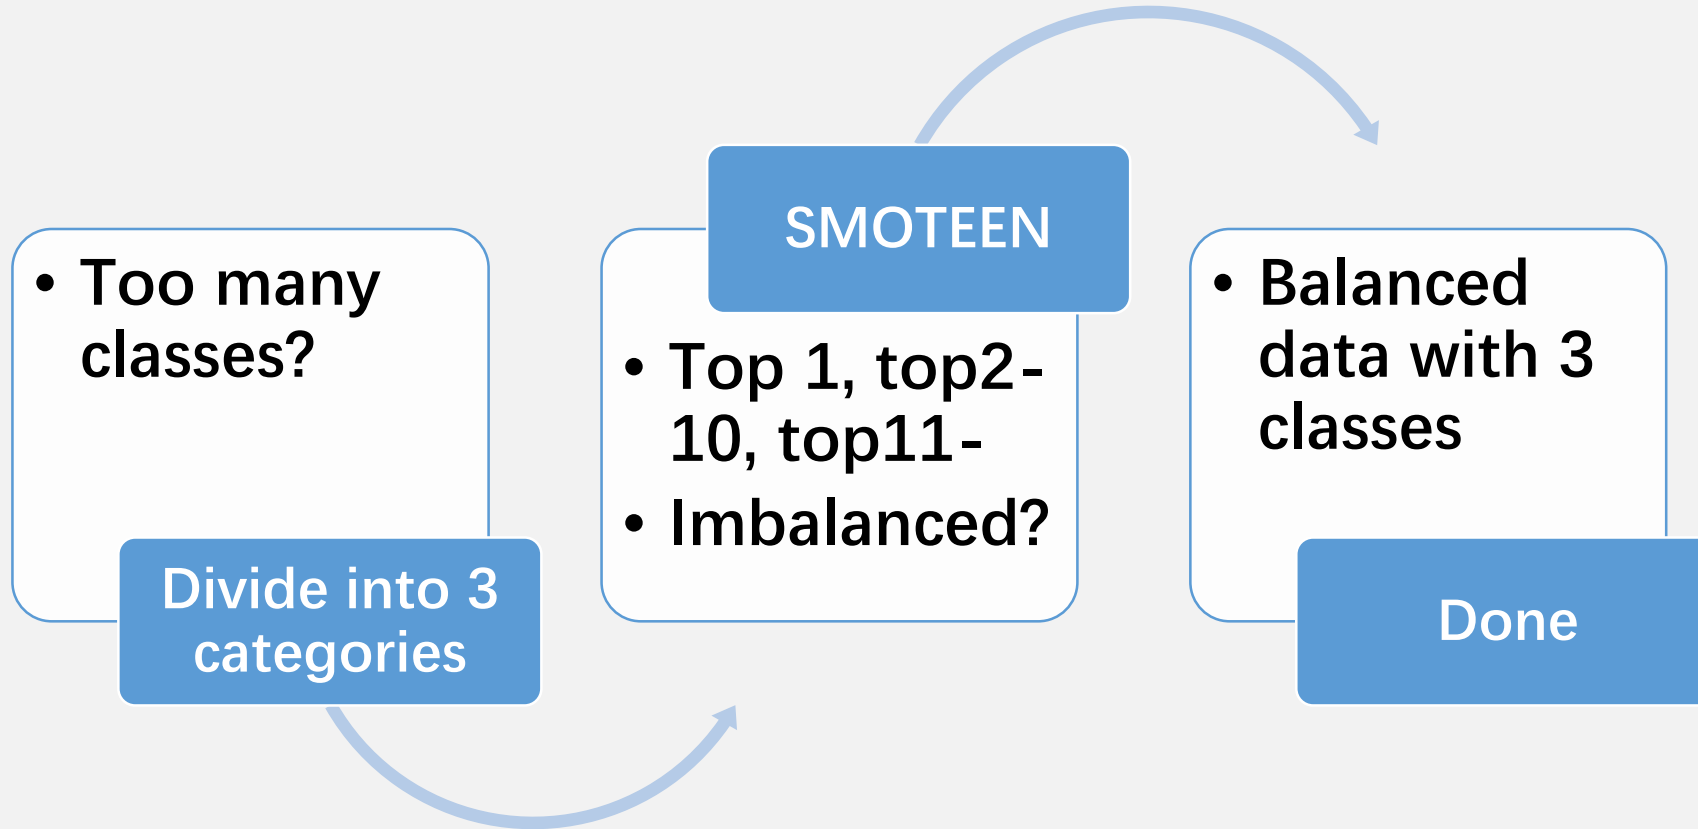 • Too many
classes?
Divide into 3
categories
SMOTEEN
• Top 1, top2-
10, top11-
• Imbalanced?
• Balanced
data with 3
classes
Done